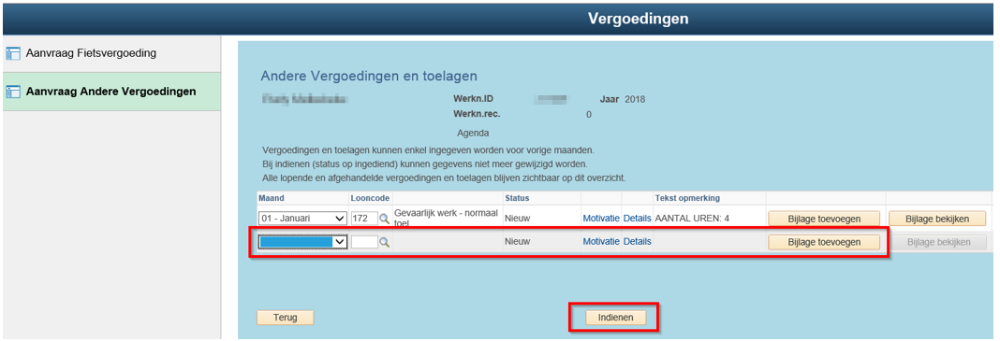 Vergoedingen
Aanvraag Fietsvergoeding
Aanvraag Andere Vergoedingen
Andere Vergoedingen en toelagen
Werkn.ID Jaar 2018
Werkn.rec. 0
Agenda
Vergoedingen en toelagen kunnen enkel ingegeven worden voor vorige maanden.
Bij indienen (status op ingediend) kunnen gegevens niet meer gewijzigd worden.
Alle lopende en afgehandelde vergoedingen en toelagen blijven zichtbaar op dit overzicht.
Maand Looncode Status Tekst opmerking
01 - Januari 172 Gevaarlijk werk - normaal toel Nieuw Motivatie Details AANTAL UREN: 4 Bijlage toevoegen Bijlage bekijken
Nieuw Motivatie Details Bijlage toevoegen Bijlage bekijken
Terug Indienen